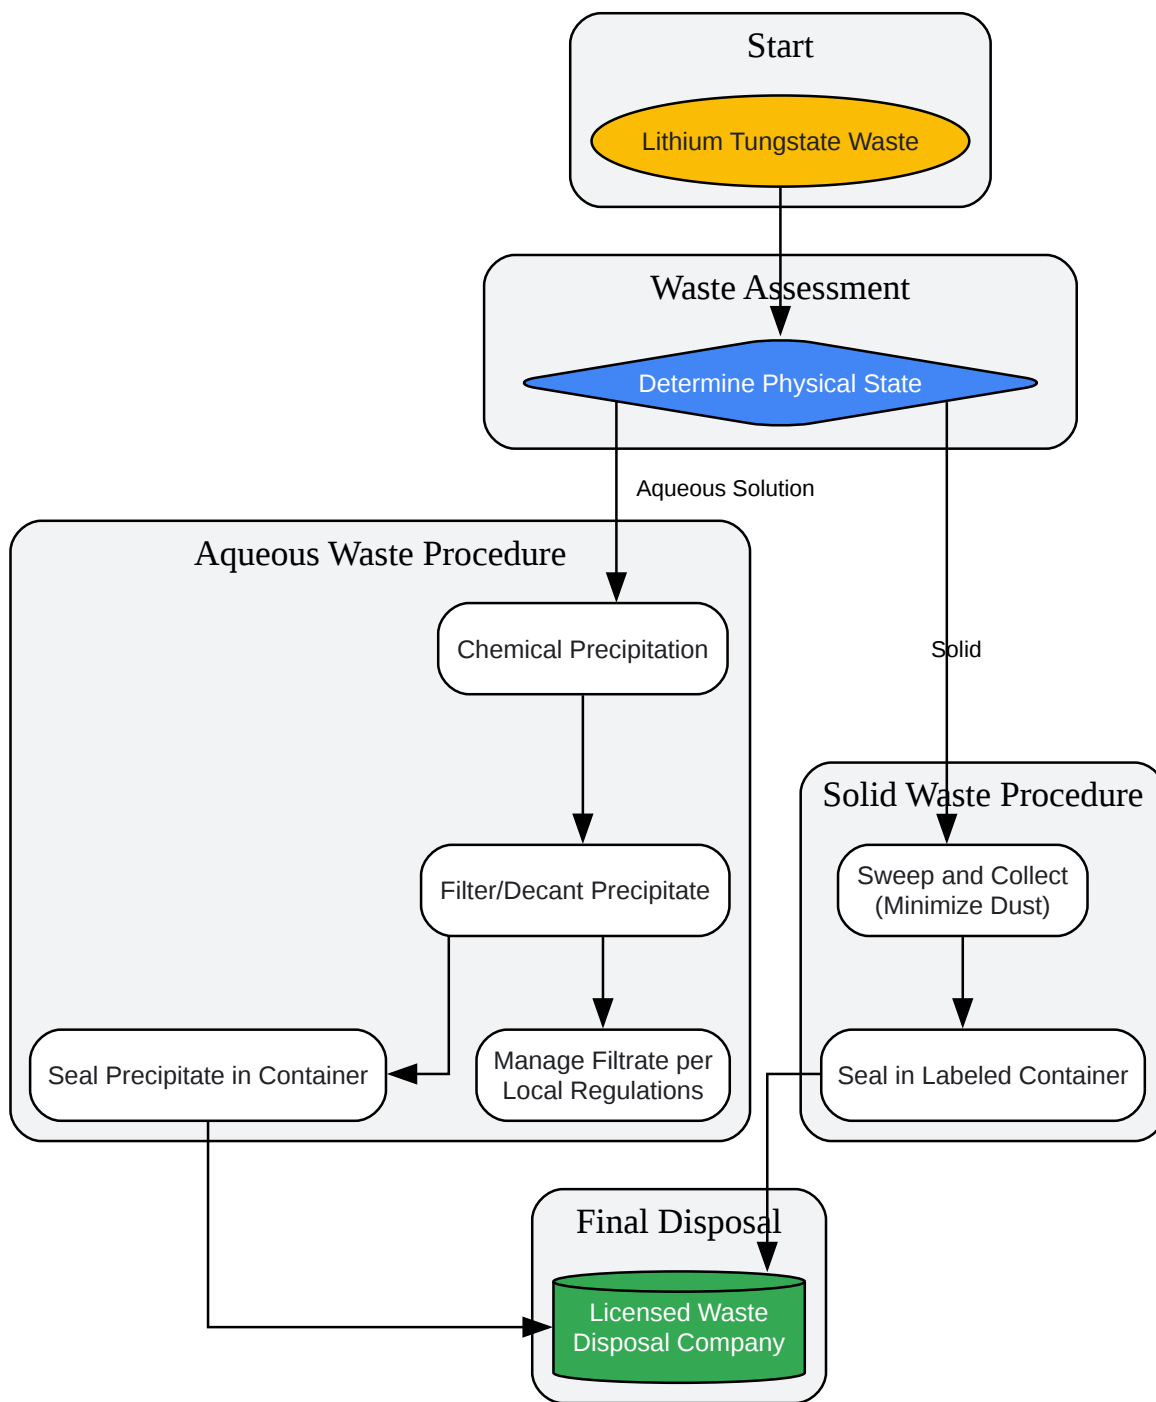 Start
Lithium Tungstate Waste
Waste Assessment
Determine Physical State
Aqueous Solution
Aqueous Waste Procedure
Chemical Precipitation
Solid
Solid Waste Procedure
Filter/Decant Precipitate
Sweep and Collect
(Minimize Dust)
Seal Precipitate in Container
Manage Filtrate per
Local Regulations
Seal in Labeled Container
Final Disposal
Licensed Waste
Disposal Company